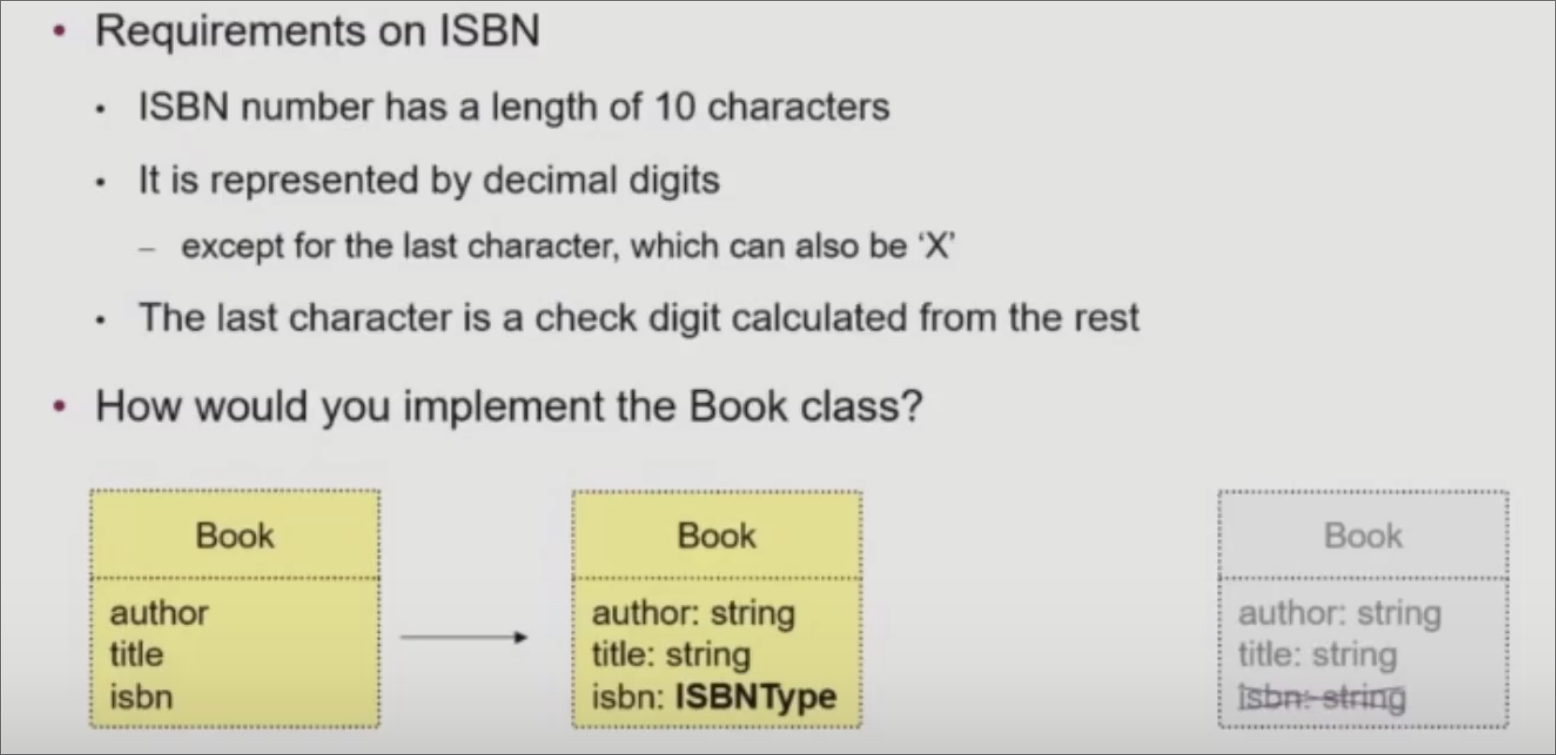 • Requirements on ISBN
• ISBN number has a length of 10 characters
• It is represented by decimal digits
– except for the last character, which can also be ‘X’
• The last character is a check digit calculated from the rest
• How would you implement the Book class?
Book
author
title
isbn
Book
author: string
title: string
isbn: ISBNType
Book
author: string
title: string
isbn: string